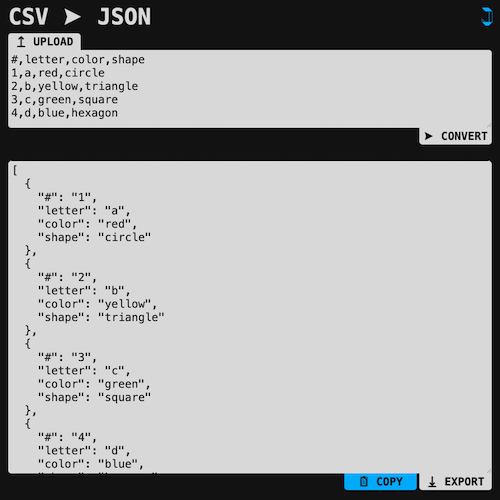 CSV ➤ JSON
UPLOAD
#,letter,color,shape
1,a,red,circle
2,b,yellow,triangle
3,c,green,square
4,d,blue,hexagon
➤ CONVERT
[
  {
    "#": "1",
    "letter": "a",
    "color": "red",
    "shape": "circle"
  },
  {
    "#": "2",
    "letter": "b",
    "color": "yellow",
    "shape": "triangle"
  },
  {
    "#": "3",
    "letter": "c",
    "color": "green",
    "shape": "square"
  },
  {
    "#": "4",
    "letter": "d",
    "color": "blue",
COPY
EXPORT